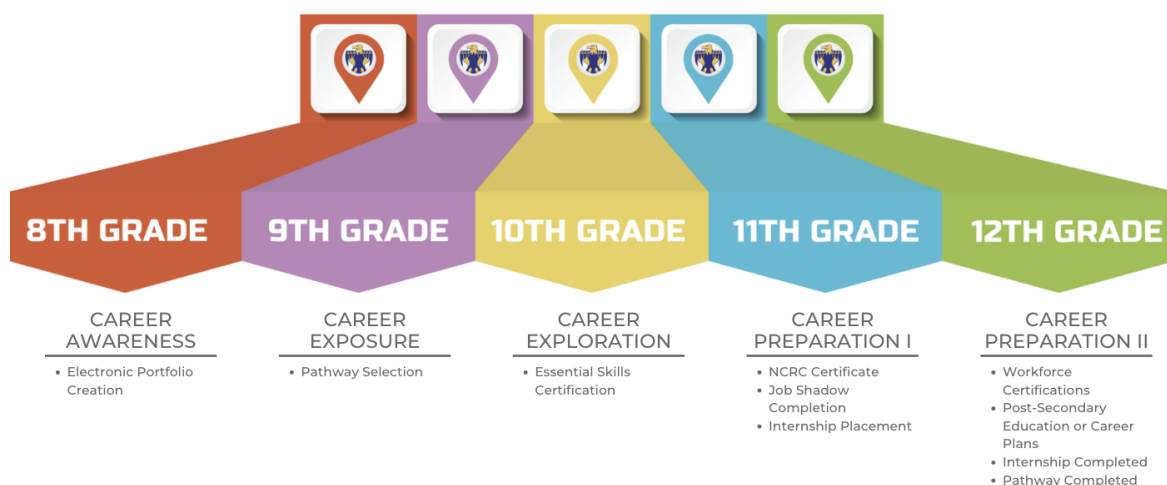 8TH GRADE
9TH GRADE
10TH GRADE
11TH GRADE
12TH GRADE
CAREER
AWARENESS
• Electronic Portfolio
Creation
CAREER
EXPOSURE
• Pathway Selection
CAREER
EXPLORATION
• Essential Skills
Certification
CAREER
PREPARATION I
• NCRC Certificate
• Job Shadow
Completion
• Internship Placement
CAREER
PREPARATION II
• Workforce
Certifications
• Post-Secondary
Education or Career
Plans
• Internship Completed
• Pathway Completed